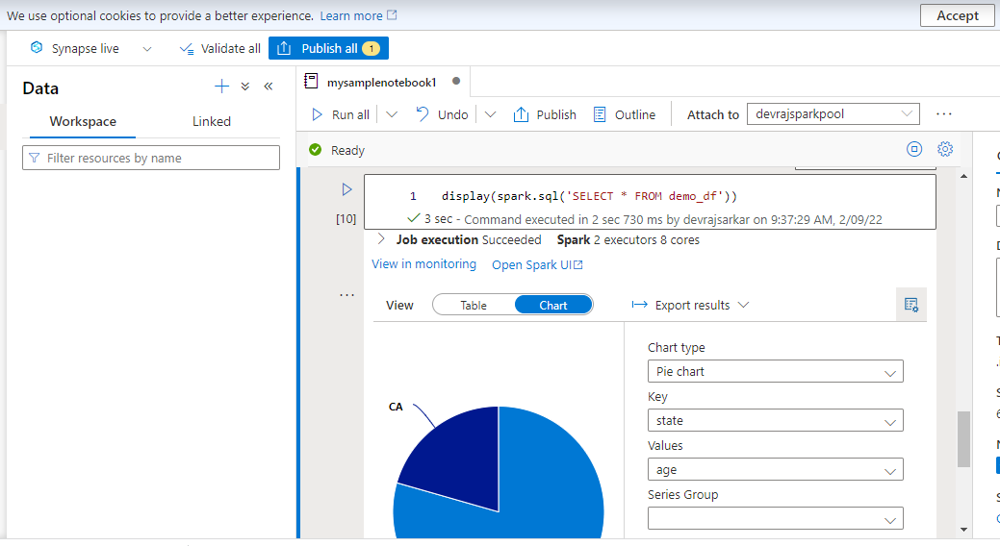 We use optional cookies to provide a better experience. Learn more
Accept
Synapse live
Validate all
Publish all 1
Data
Workspace
Linked
Filter resources by name
mysamplenotebook1
Run all
Undo
Publish
Outline
Attach to
devrajsparkpool
Ready
1 display(spark.sql('SELECT * FROM demo_df'))
[10]
3 sec - Command executed in 2 sec 730 ms by devrajsarkar on 9:37:29 AM, 2/09/22
Job execution Succeeded Spark 2 executors 8 cores
View in monitoring Open Spark UI
View
Table
Chart
Export results
Chart type
Pie chart
CA
Key
state
Values
age
Series Group